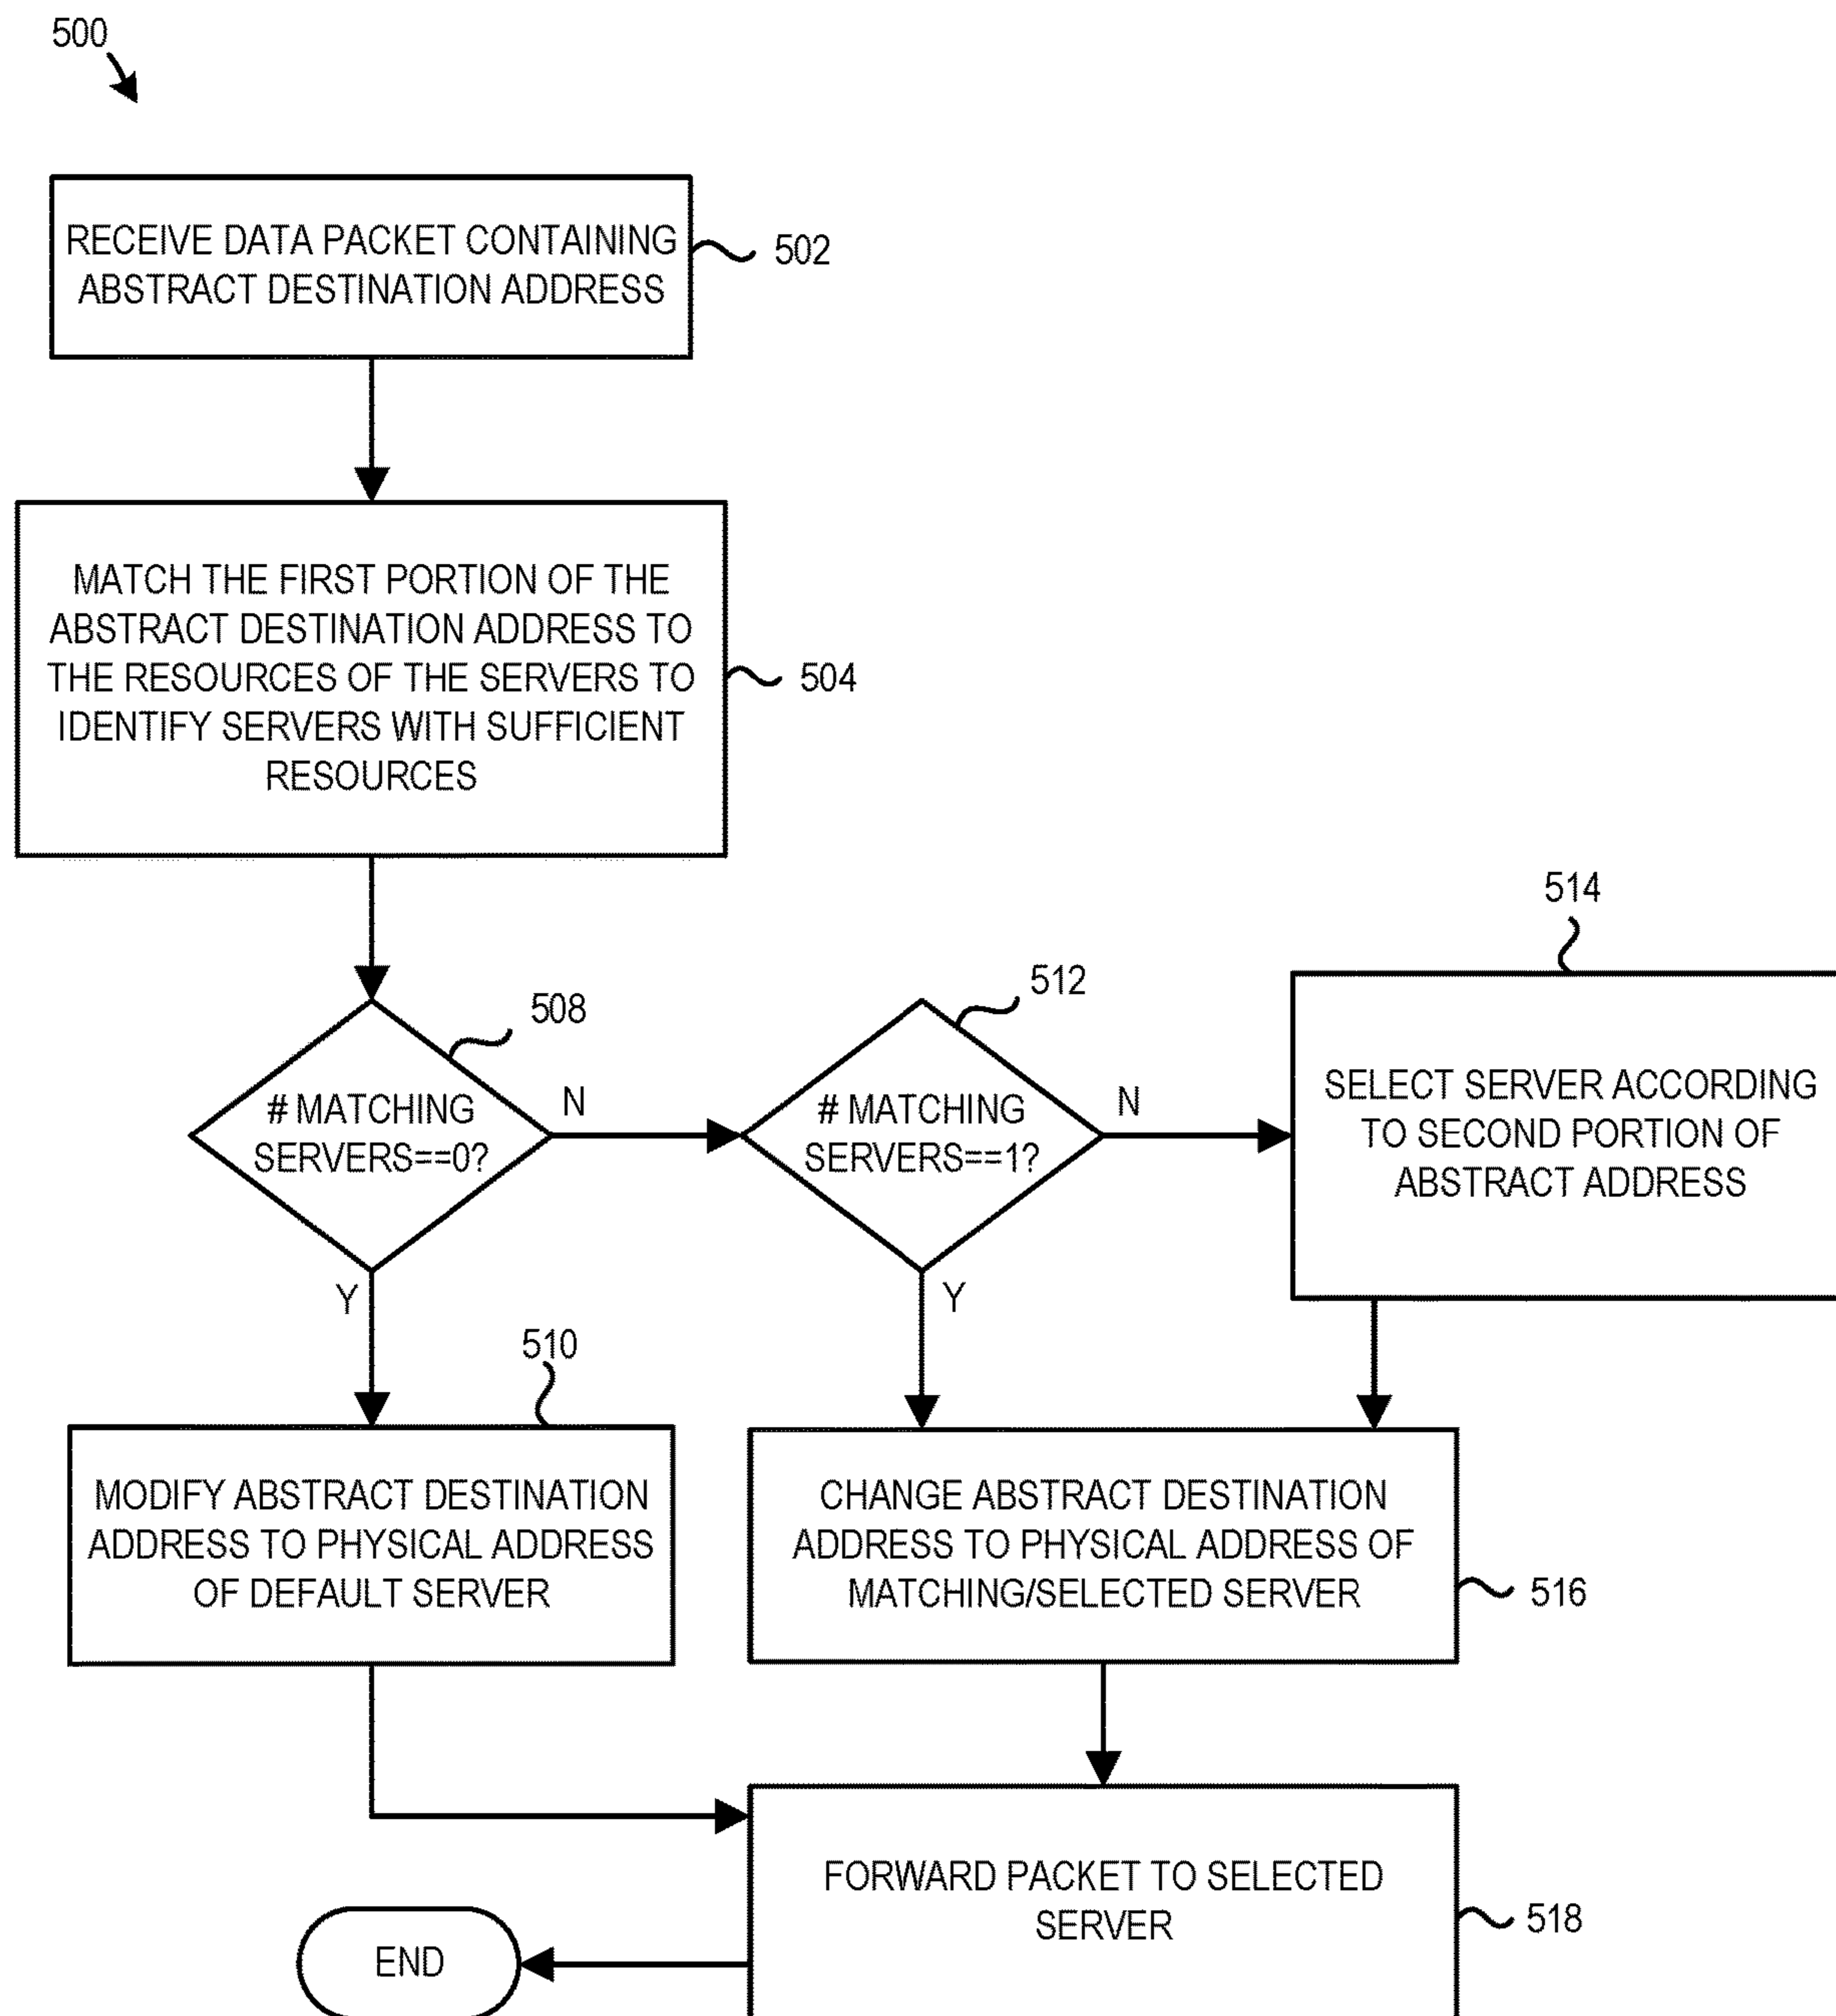 500
RECEIVE DATA PACKET CONTAINING
ABSTRACT DESTINATION ADDRESS
502
MATCH THE FIRST PORTION OF THE
ABSTRACT DESTINATION ADDRESS TO
THE RESOURCES OF THE SERVERS TO
IDENTIFY SERVERS WITH SUFFICIENT
RESOURCES
504
508
# MATCHING
SERVERS==0?
N
Y
512
# MATCHING
SERVERS==1?
N
Y
514
SELECT SERVER ACCORDING
TO SECOND PORTION OF
ABSTRACT ADDRESS
510
MODIFY ABSTRACT DESTINATION
ADDRESS TO PHYSICAL ADDRESS
OF DEFAULT SERVER
CHANGE ABSTRACT DESTINATION
ADDRESS TO PHYSICAL ADDRESS OF
MATCHING/SELECTED SERVER
516
FORWARD PACKET TO SELECTED
SERVER
518
END